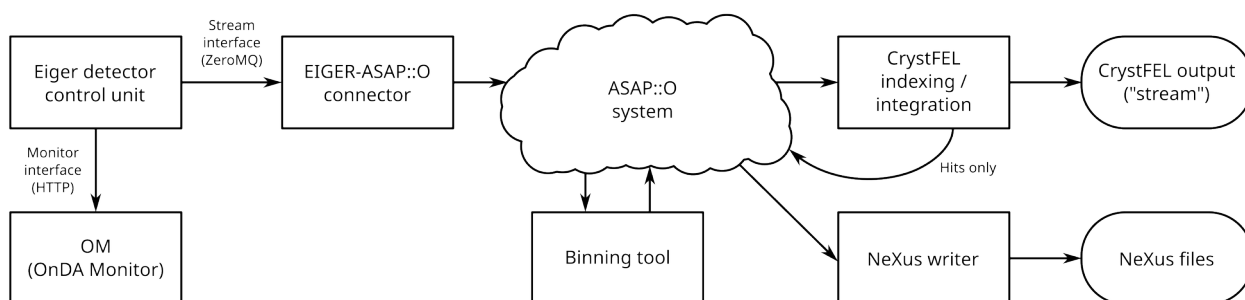 Stream
interface
(ZeroMQ)
Eiger detector
control unit
EIGER-ASAP::O
connector
ASAP::O
system
CrystFEL
indexing /
integration
CrystFEL output
("stream")
Monitor
interface
(HTTP)
Hits only
OM
(OnDA Monitor)
Binning tool
NeXus writer
NeXus files